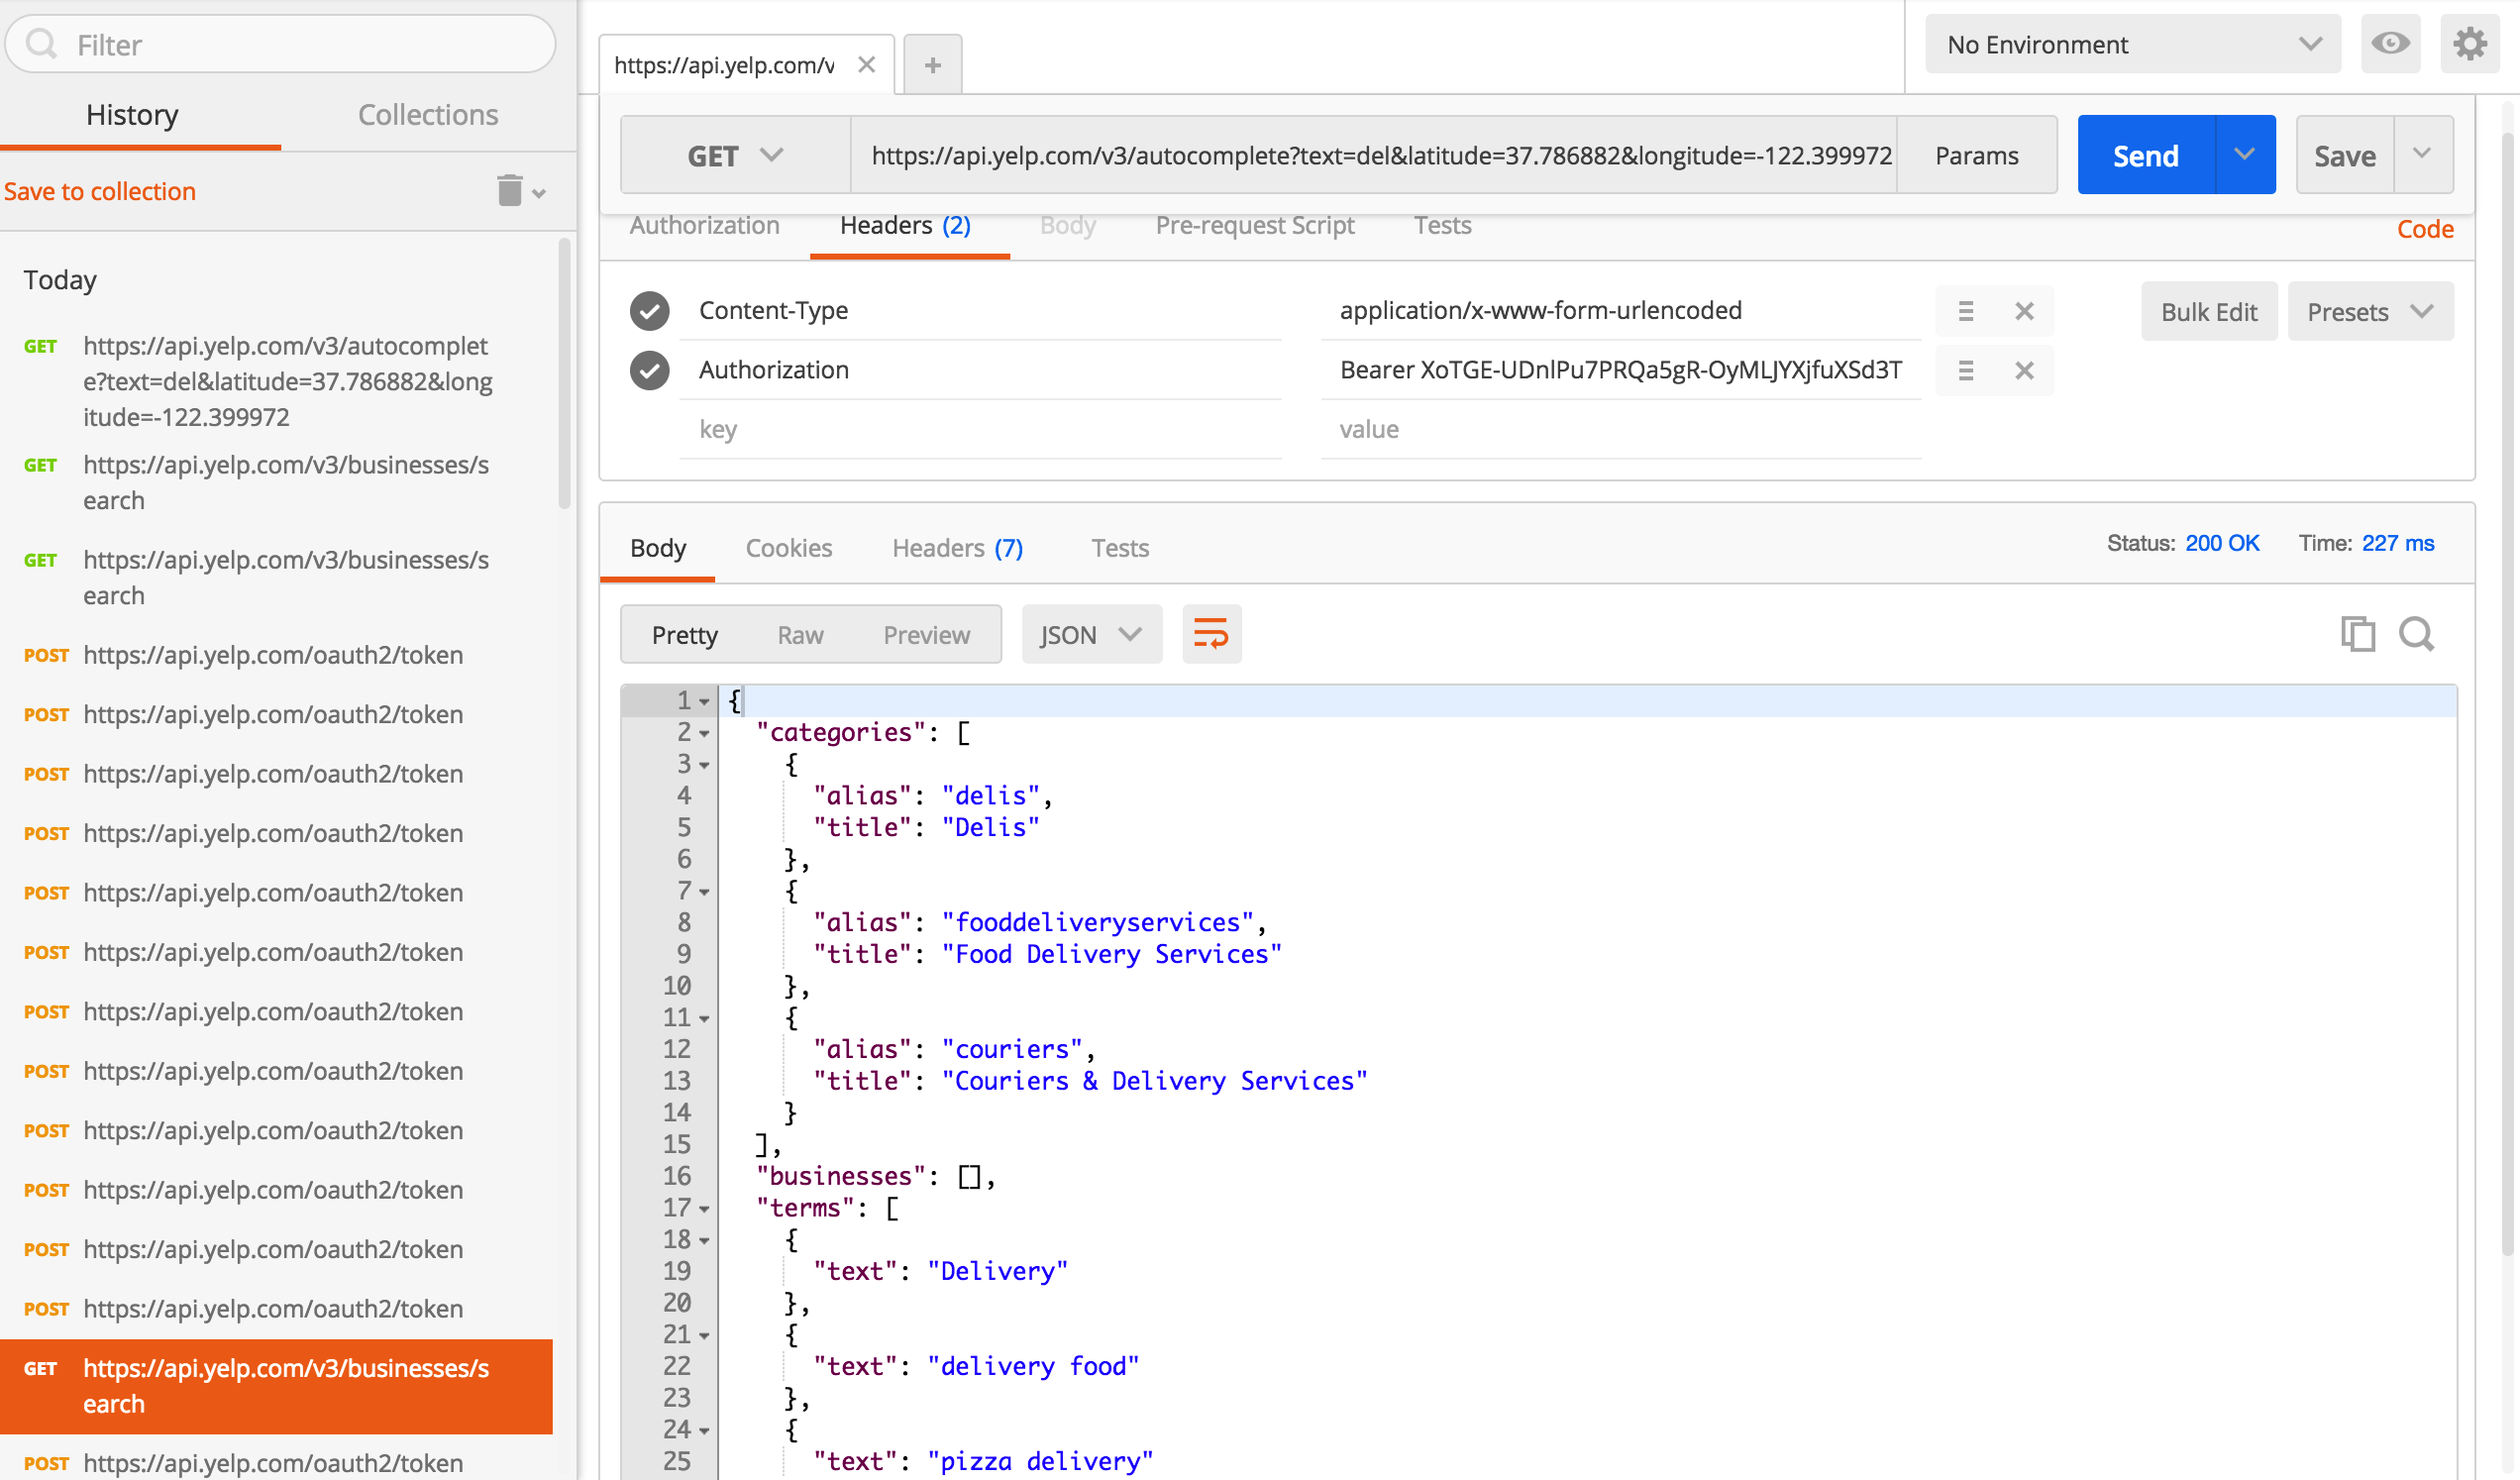 Filter
History Collections
Save to collection
Today
GET https://api.yelp.com/v3/autocomplet
e?text=del&latitude=37.786882&long
itude=-122.399972
GET https://api.yelp.com/v3/businesses/s
earch
GET https://api.yelp.com/v3/businesses/s
earch
POST https://api.yelp.com/oauth2/token
POST https://api.yelp.com/oauth2/token
POST https://api.yelp.com/oauth2/token
POST https://api.yelp.com/oauth2/token
POST https://api.yelp.com/oauth2/token
POST https://api.yelp.com/oauth2/token
POST https://api.yelp.com/oauth2/token
POST https://api.yelp.com/oauth2/token
POST https://api.yelp.com/oauth2/token
POST https://api.yelp.com/oauth2/token
POST https://api.yelp.com/oauth2/token
POST https://api.yelp.com/oauth2/token
GET https://api.yelp.com/v3/businesses/s
earch
POST https://api.yelp.com/oauth2/token
https://api.yelp.com/v
No Environment
GET https://api.yelp.com/v3/autocomplete?text=del&latitude=37.786882&longitude=-122.399972 Params Send Save
Authorization Headers (2) Body Pre-request Script Tests Code
Content-Type application/x-www-form-urlencoded Bulk Edit Presets
Authorization Bearer XoTGE-UDnlPu7PRQa5gR-OyMLJYXjfuXSd3T
key value
Body Cookies Headers (7) Tests Status: 200 OK Time: 227 ms
Pretty Raw Preview JSON
1 {
2 "categories": [
3 {
4 "alias": "delis",
5 "title": "Delis"
6 },
7 {
8 "alias": "fooddeliveryservices",
9 "title": "Food Delivery Services"
10 },
11 {
12 "alias": "couriers",
13 "title": "Couriers & Delivery Services"
14 }
15 ],
16 "businesses": [],
17 "terms": [
18 {
19 "text": "Delivery"
20 },
21 {
22 "text": "delivery food"
23 },
24 {
25 "text": "pizza delivery"